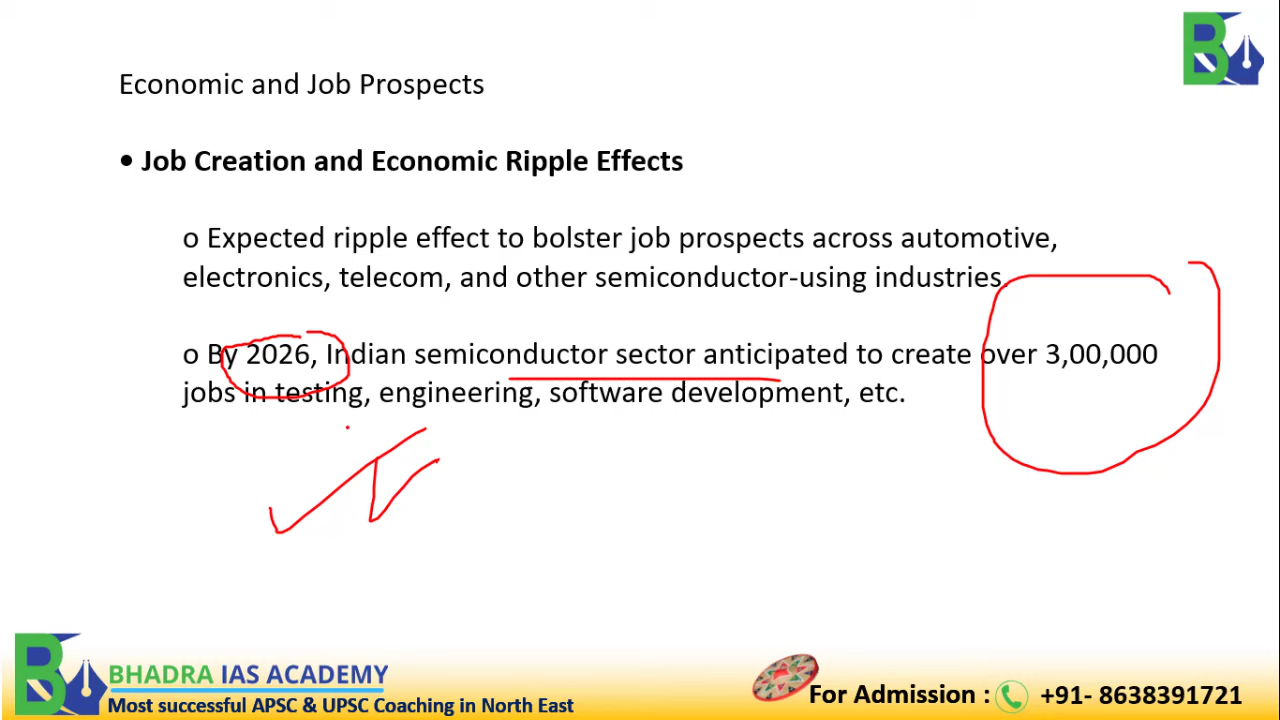 Economic and Job Prospects
• Job Creation and Economic Ripple Effects
o Expected ripple effect to bolster job prospects across automotive,
electronics, telecom, and other semiconductor-using industries.
o By 2026, Indian semiconductor sector anticipated to create over 3,00,000
jobs in testing, engineering, software development, etc.
BHADRA IAS ACADEMY
Most successful APSC & UPSC Coaching in North East
For Admission : +91- 8638391721